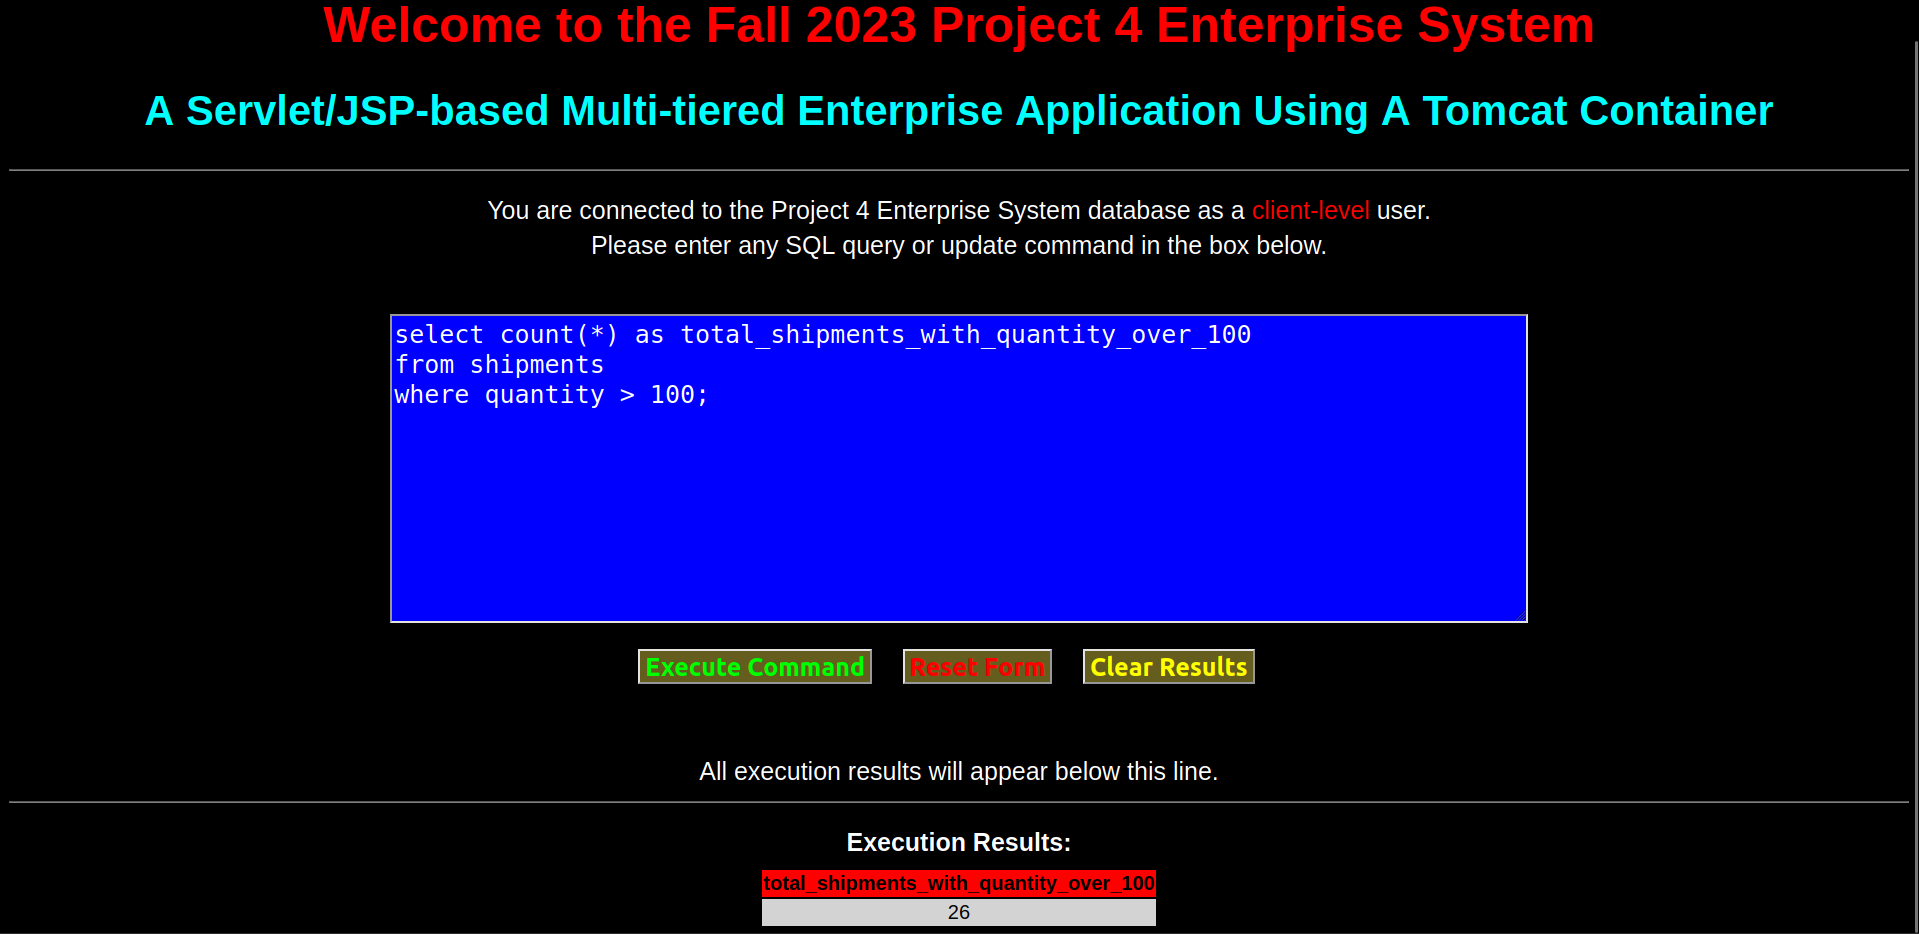 Welcome to the Fall 2023 Project 4 Enterprise System
A Servlet/JSP-based Multi-tiered Enterprise Application Using A Tomcat Container
You are connected to the Project 4 Enterprise System database as a client-level user.
Please enter any SQL query or update command in the box below.
select count(*) as total_shipments_with_quantity_over_100
from shipments
where quantity > 100;
Execute Command Reset Form Clear Results
All execution results will appear below this line.
Execution Results:
total_shipments_with_quantity_over_100
26